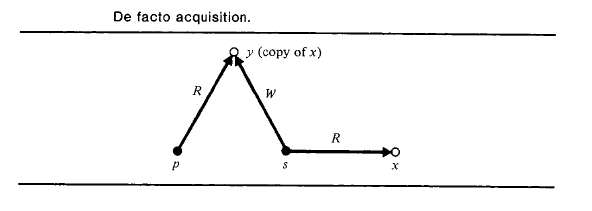 De facto acquisition.
y (copy of x)
R
W
R
p
s
x